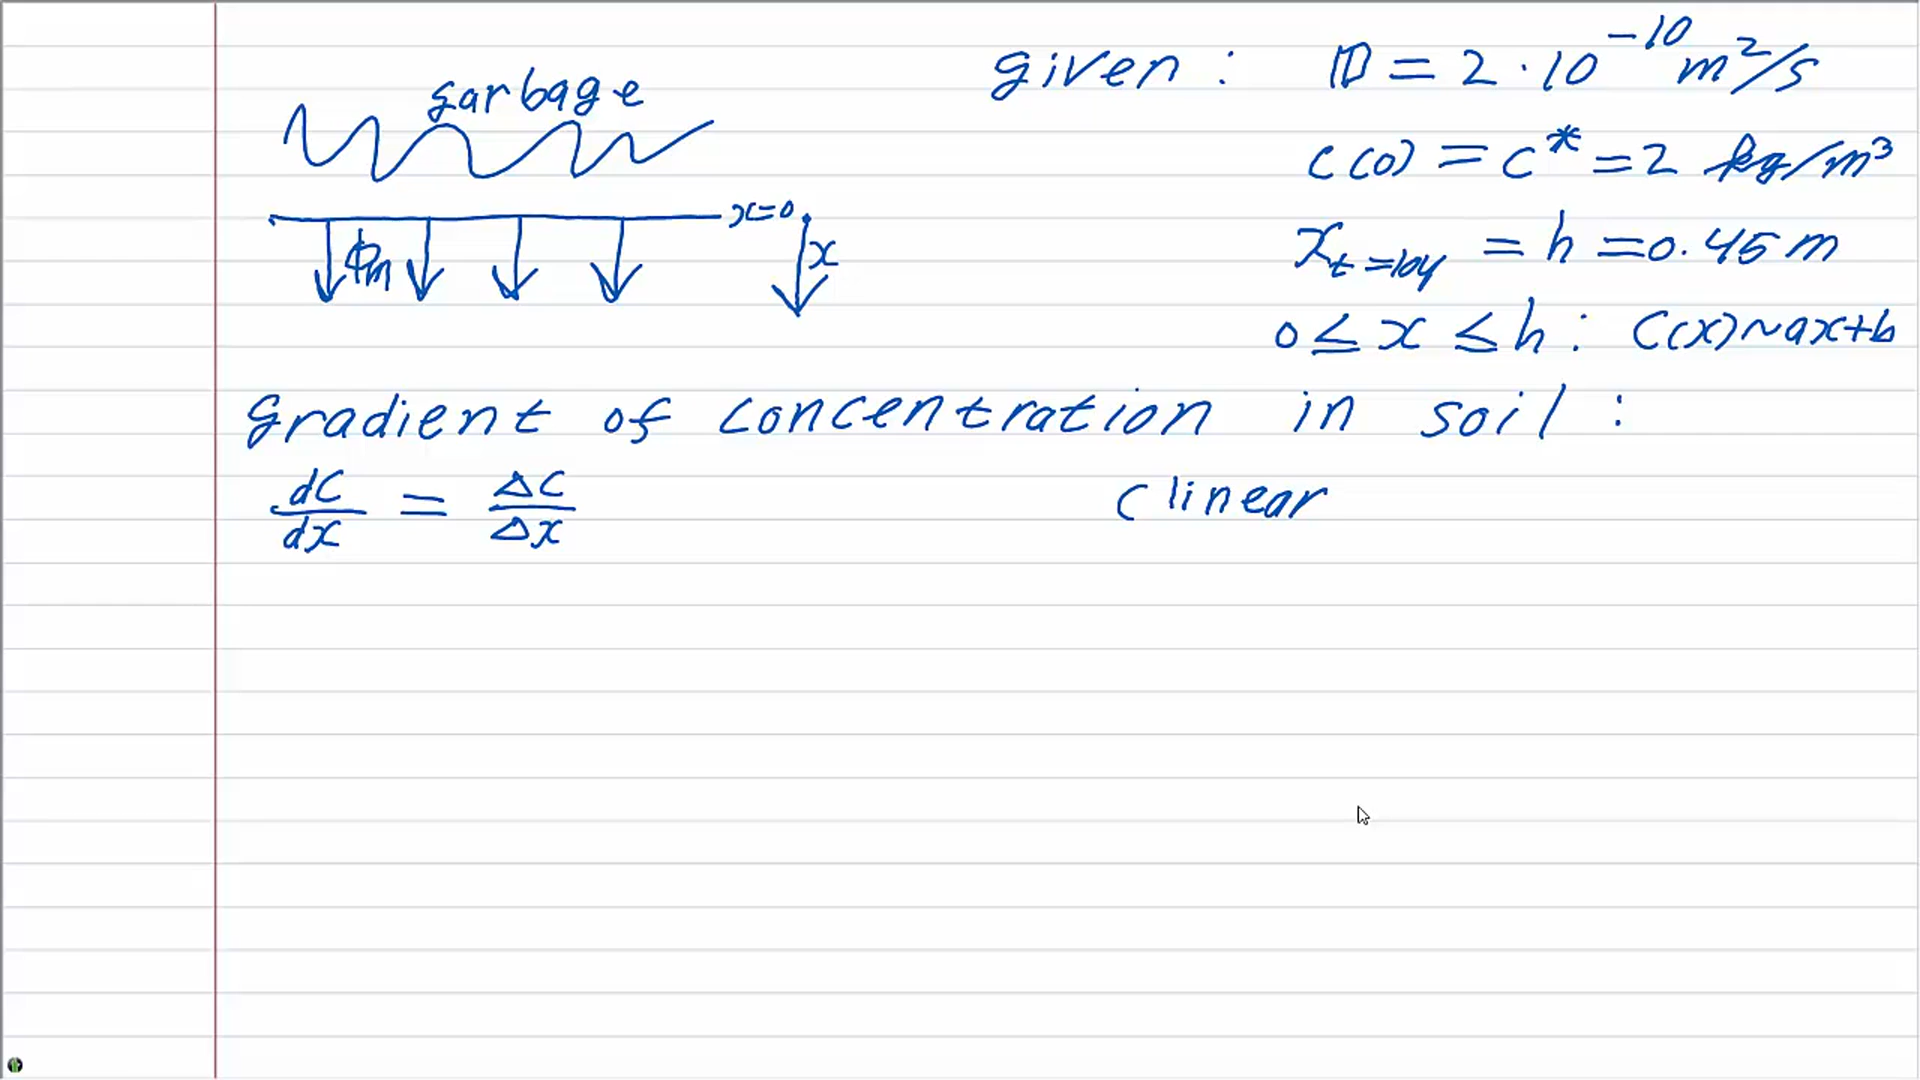 garbage
x=0
ϕm
x
given : 𝔻 = 2 · 10^-10 m²/s
c(0) = c* = 2 kg/m³
x_t=10y = h = 0.45 m
0 ≤ x ≤ h : C(x) ~ ax+b
gradient of concentration in soil :
dC/dx = ΔC/Δx
C linear